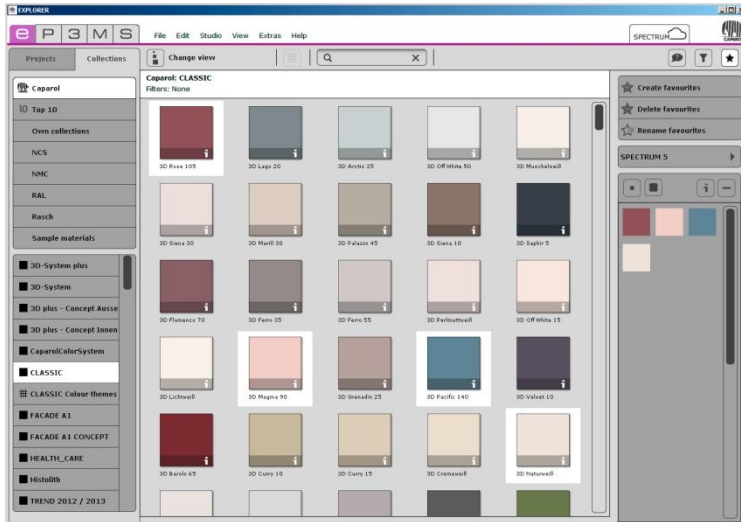 EXPLORER
e P 3 M S
File Edit Studio View Extras Help
SPECTRUM
CAPAROL
Projects Collections
Change view
Caparol
10 Top 10
Own collections
NCS
NMC
RAL
Rasch
Sample materials
3D-System plus
3D-System
3D plus - Concept Ausse
3D plus - Concept Innen
CaparolColorSystem
CLASSIC
CLASSIC Colour themes
FACADE A1
FACADE A1 CONCEPT
HEALTH_CARE
Histolith
TREND 2012 / 2013
Caparol: CLASSIC
Filters: None
3D Rosa 105 3D Lago 20 3D Arctis 25 3D Off White 50 3D Muschelweiß
3D Siena 30 3D Marill 30 3D Palazzo 45 3D Siena 10 3D Saphir 5
3D Flamenco 70 3D Ferro 35 3D Ferro 55 3D Perlmuttweiß 3D Off White 15
3D Lichtweiß 3D Magma 90 3D Grenadin 25 3D Pacific 140 3D Velvet 10
3D Barolo 65 3D Curry 10 3D Curry 15 3D Cremeweiß 3D Naturweiß
Create favourites
Delete favourites
Rename favourites
SPECTRUM 5